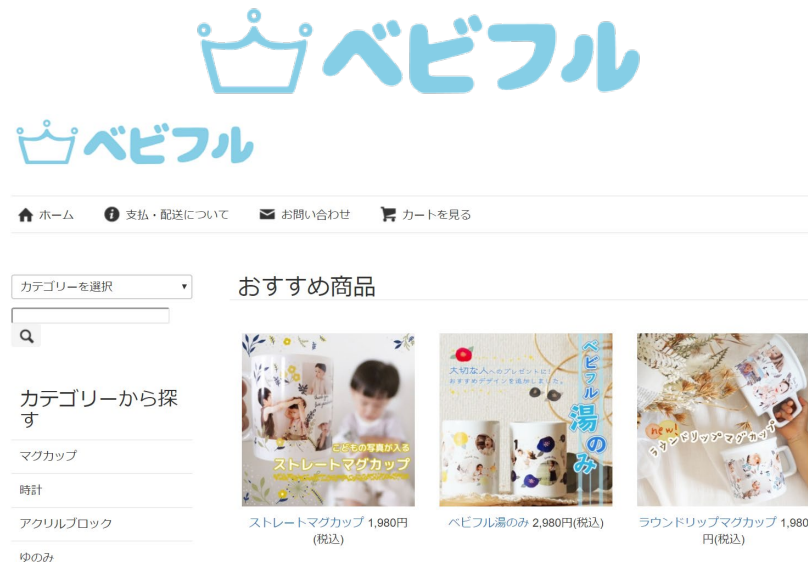 ベビフル
ベビフル
ホーム 支払・配送について お問い合わせ カートを見る
カテゴリーを選択
おすすめ商品
カテゴリーから探
す
マグカップ
時計
アクリルブロック
ゆのみ
こどもの写真が入る
ストレートマグカップ
ストレートマグカップ 1,980円
(税込)
大切な人へのプレゼントに!
おすすめデザインを追加しました。
ベビフル
湯のみ
ベビフル湯のみ 2,980円(税込)
new!
ラウンドリップマグカップ
ラウンドリップマグカップ 1,980
円(税込)